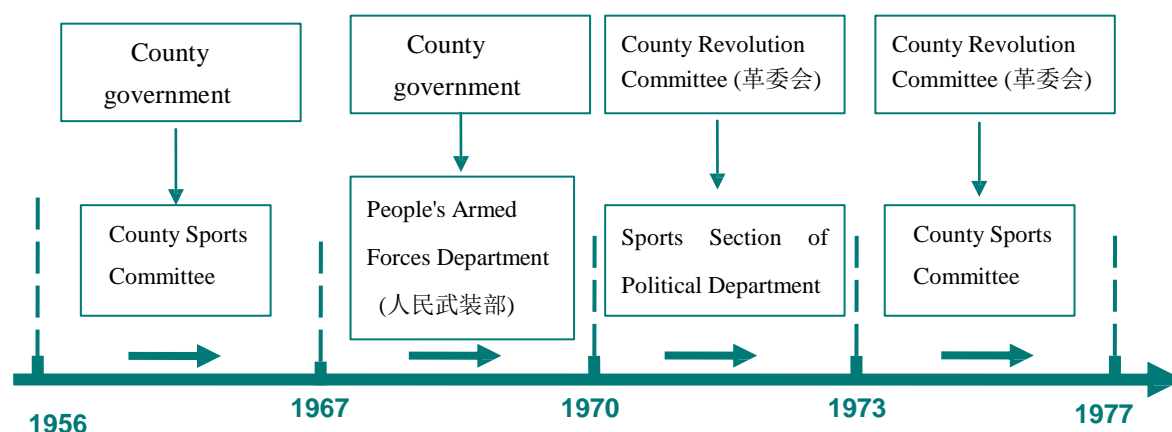 County
government
County
government
County Revolution
Committee (革委会)
County Revolution
Committee (革委会)
County Sports
Committee
People's Armed
Forces Department
(人民武装部)
Sports Section of
Political Department
County Sports
Committee
1956
1967
1970
1973
1977